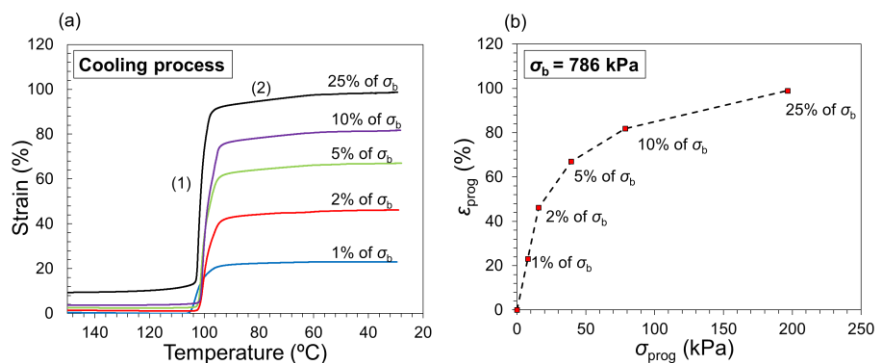 (a)
Cooling process
Strain (%)
120
100
80
60
40
20
0
140 120 100 80 60 40 20
Temperature (ºC)
(1)
(2)
25% of σb
10% of σb
5% of σb
2% of σb
1% of σb
(b)
σb = 786 kPa
εprog (%)
120
100
80
60
40
20
0
0 50 100 150 200 250
σprog (kPa)
25% of σb
10% of σb
5% of σb
2% of σb
1% of σb